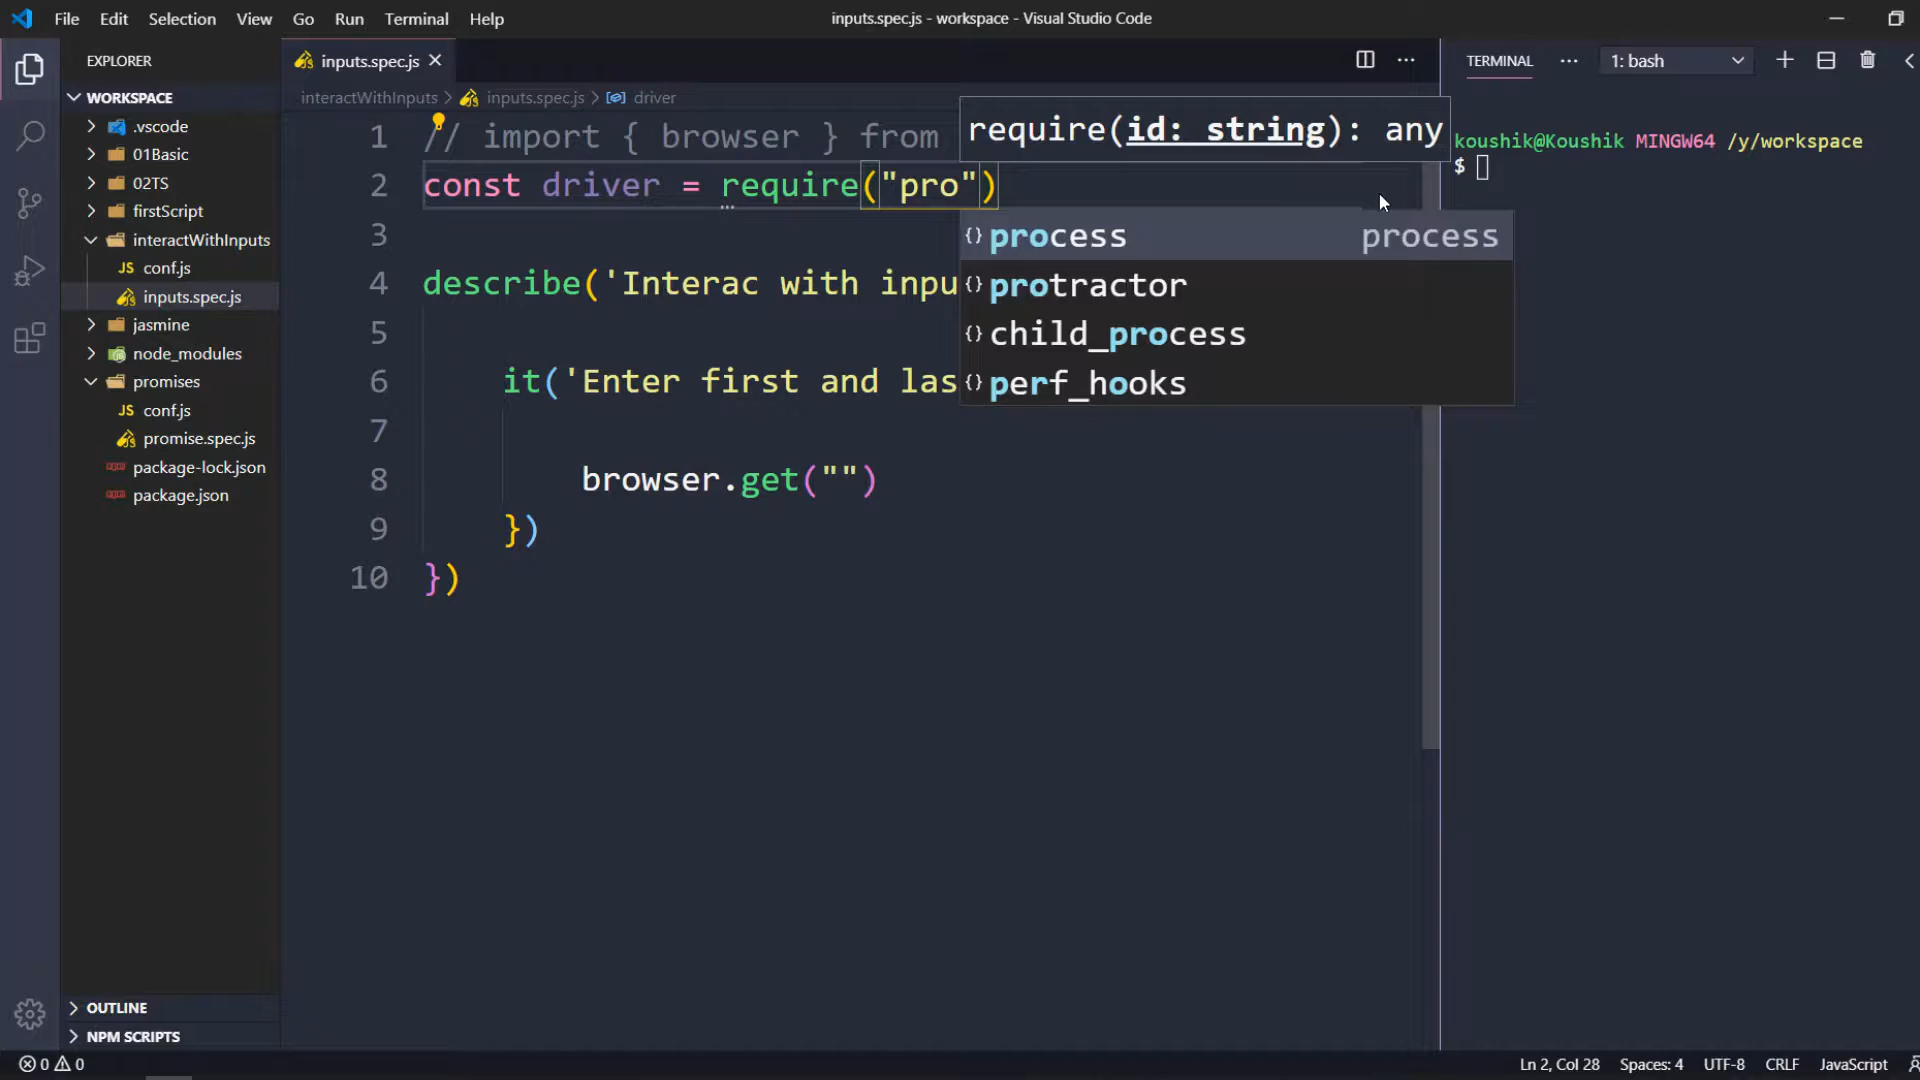 File Edit Selection View Go Run Terminal Help
inputs.spec.js - workspace - Visual Studio Code
EXPLORER
WORKSPACE
.vscode
01Basic
02TS
firstScript
interactWithInputs
JS conf.js
inputs.spec.js
jasmine
node_modules
promises
JS conf.js
promise.spec.js
package-lock.json
package.json
OUTLINE
NPM SCRIPTS
inputs.spec.js
interactWithInputs > inputs.spec.js > driver
1 // import { browser } from
2 const driver = require("pro")
3
4 describe('Interac with inpu
5
6 it('Enter first and las
7
8 browser.get("")
9 })
10 })
require(id: string): any
process process
protractor
child_process
perf_hooks
TERMINAL ··· 1: bash
koushik@Koushik MINGW64 /y/workspace
$
0 0
Ln 2, Col 28 Spaces: 4 UTF-8 CRLF JavaScript